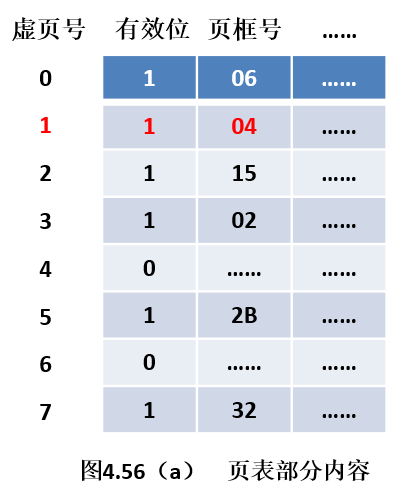 虚页号 有效位 页框号 ……
0 1 06 ……
1 1 04 ……
2 1 15 ……
3 1 02 ……
4 0 …… ……
5 1 2B ……
6 0 …… ……
7 1 32 ……
图4.56（a） 页表部分内容